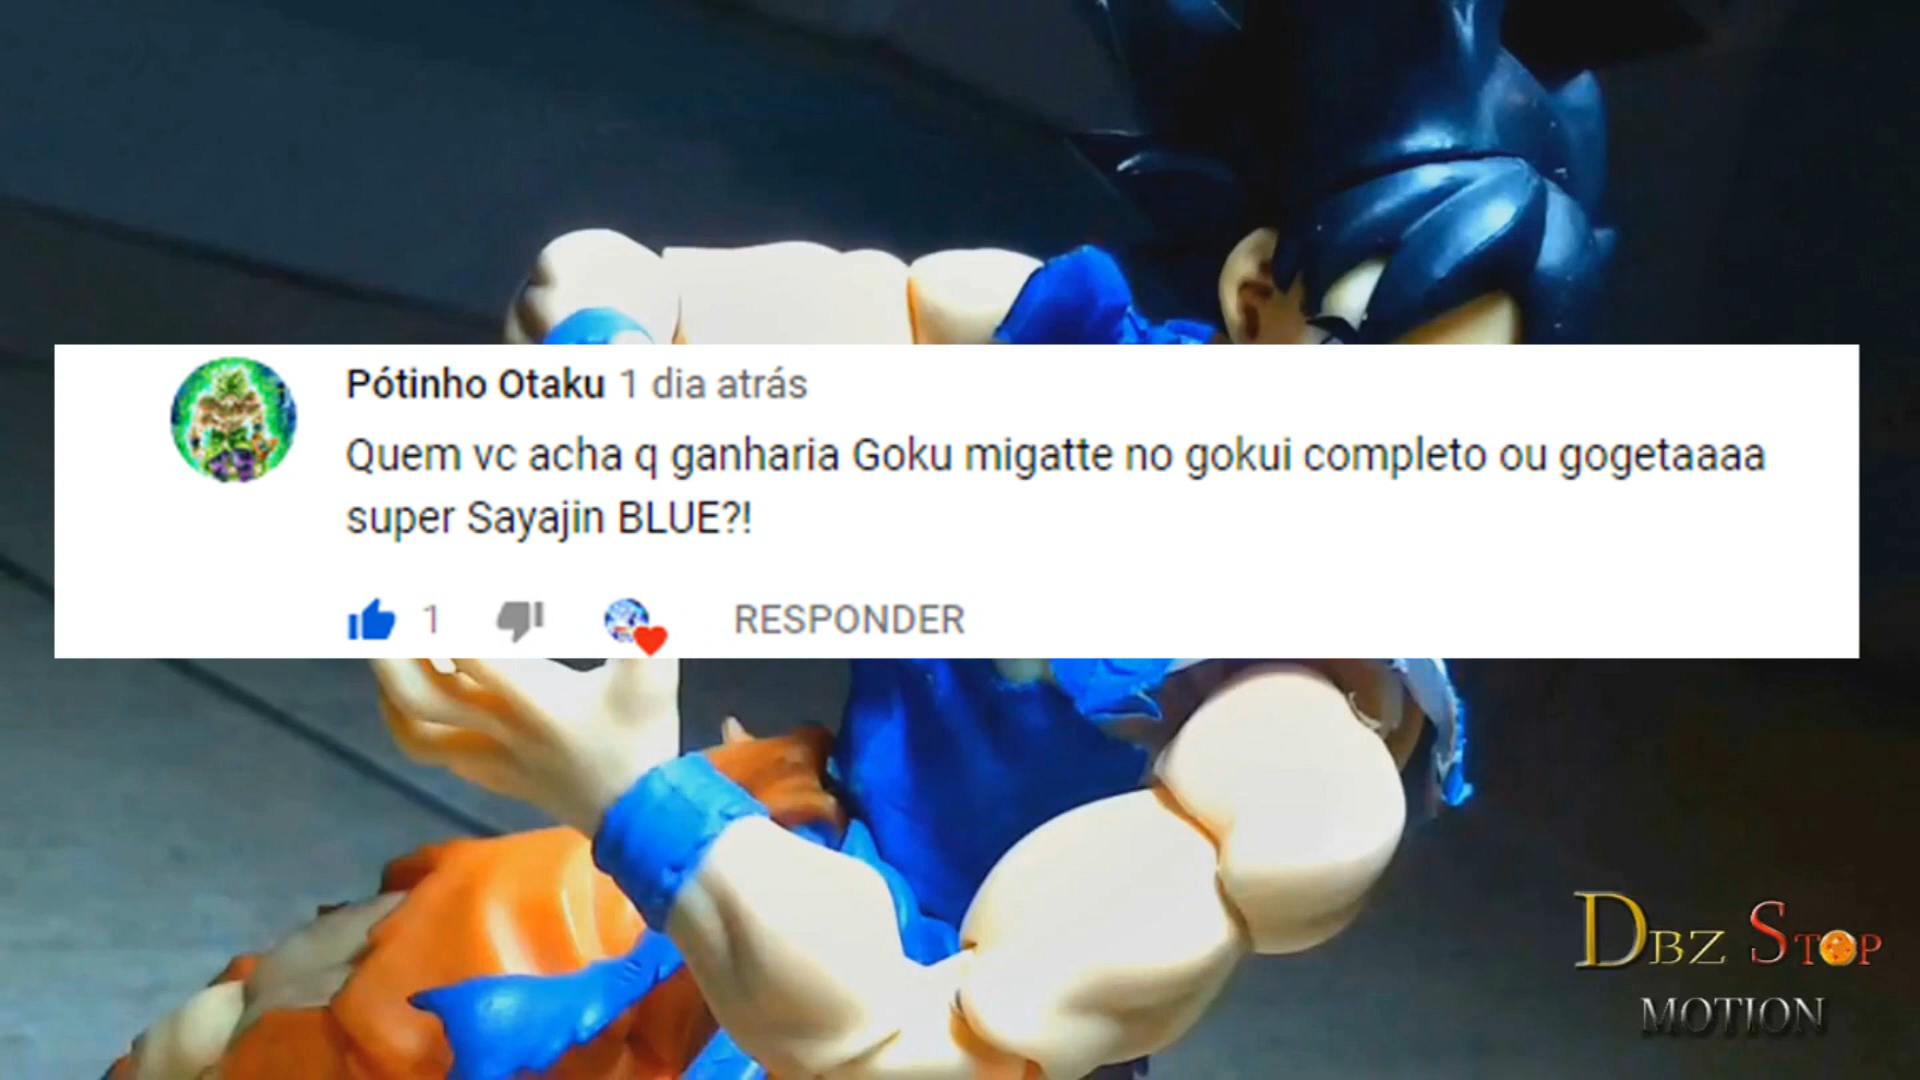 Pótinho Otaku 1 dia atrás
Quem vc acha q ganharia Goku migatte no gokui completo ou gogetaaaa
super Sayajin BLUE?!
1 RESPONDER
DBZ STOP
MOTION